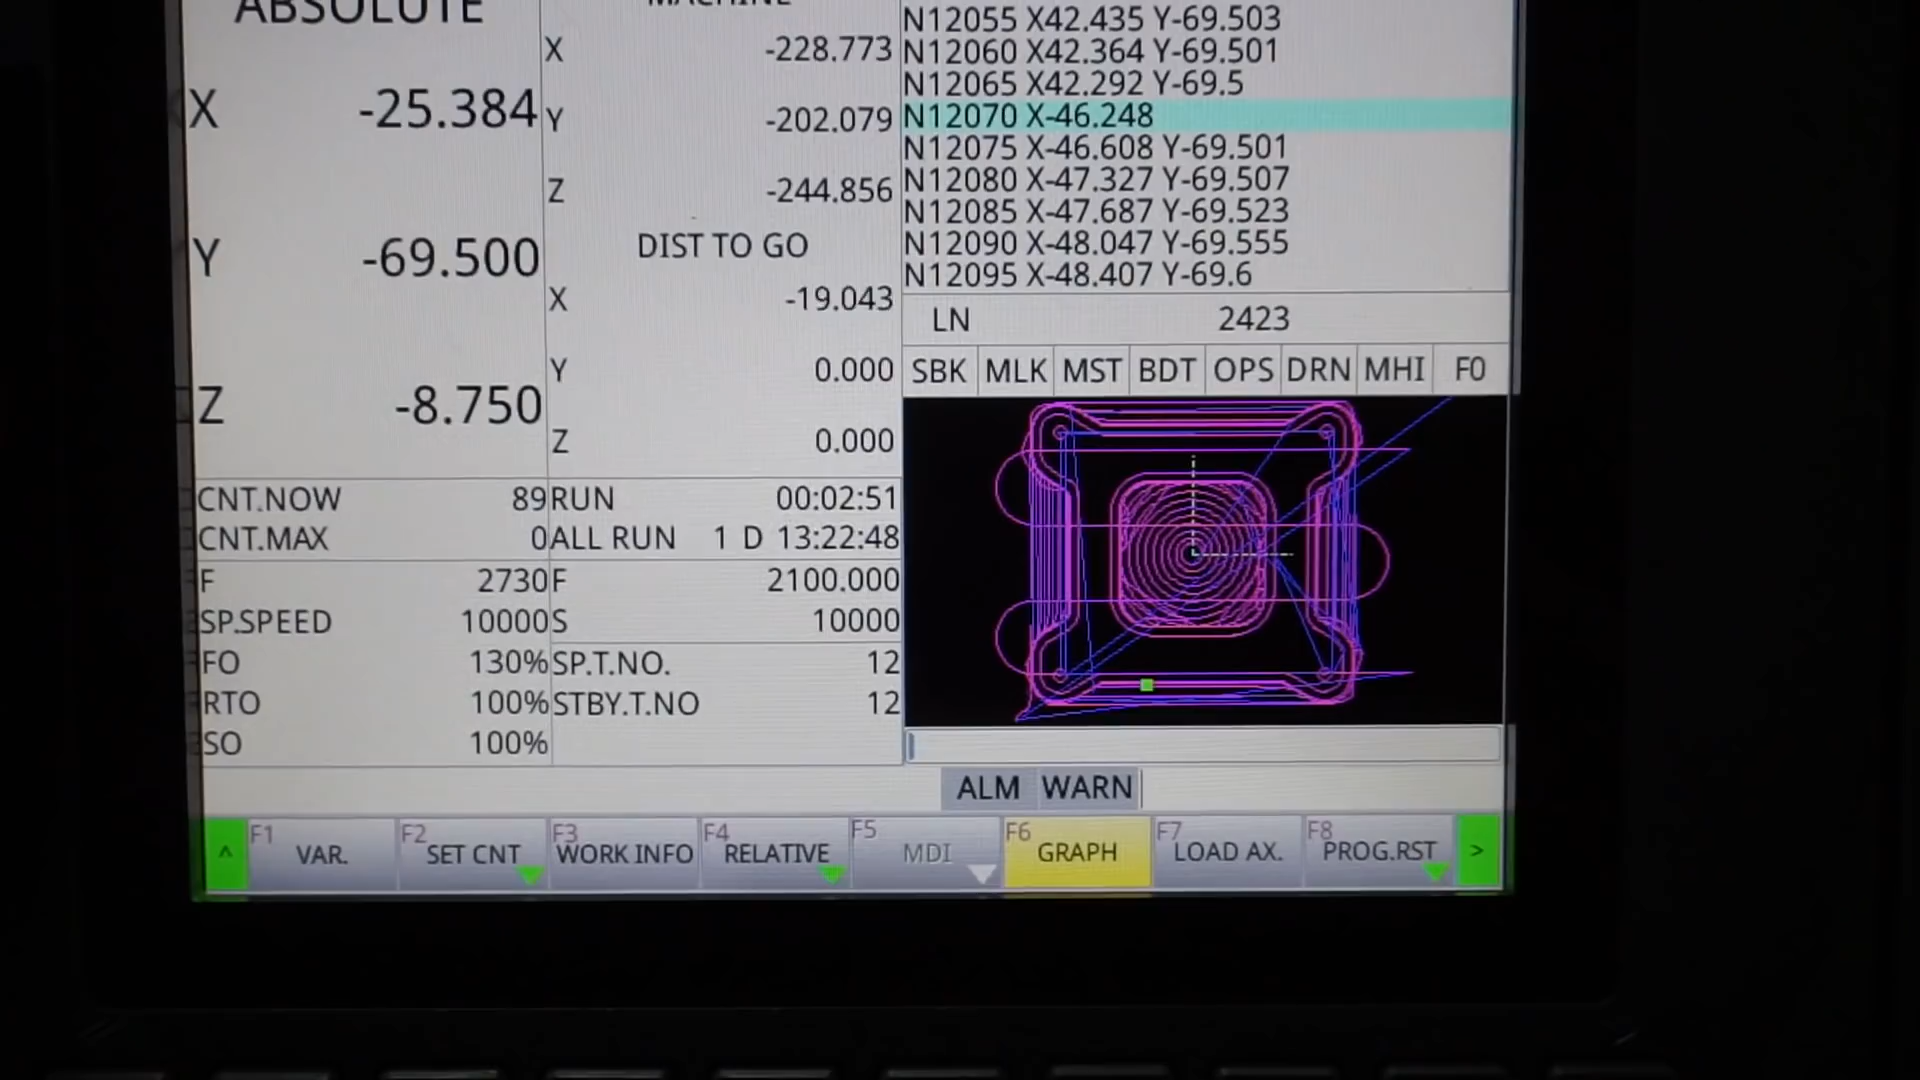 ABSOLUTE
X -25.384
Y -69.500
Z -8.750
MACHINE
X -228.773
Y -202.079
Z -244.856
DIST TO GO
X -19.043
Y 0.000
Z 0.000
N12055 X42.435 Y-69.503
N12060 X42.364 Y-69.501
N12065 X42.292 Y-69.5
N12070 X-46.248
N12075 X-46.608 Y-69.501
N12080 X-47.327 Y-69.507
N12085 X-47.687 Y-69.523
N12090 X-48.047 Y-69.555
N12095 X-48.407 Y-69.6
LN 2423
SBK MLK MST BDT OPS DRN MHI F0
CNT.NOW 89 RUN 00:02:51
CNT.MAX 0 ALL RUN 1 D 13:22:48
F 2730 F 2100.000
SP.SPEED 10000 S 10000
FO 130% SP.T.NO. 12
RTO 100% STBY.T.NO 12
SO 100%
ALM WARN
^ F1 VAR. F2 SET CNT F3 WORK INFO F4 RELATIVE F5 MDI F6 GRAPH F7 LOAD AX. F8 PROG.RST >